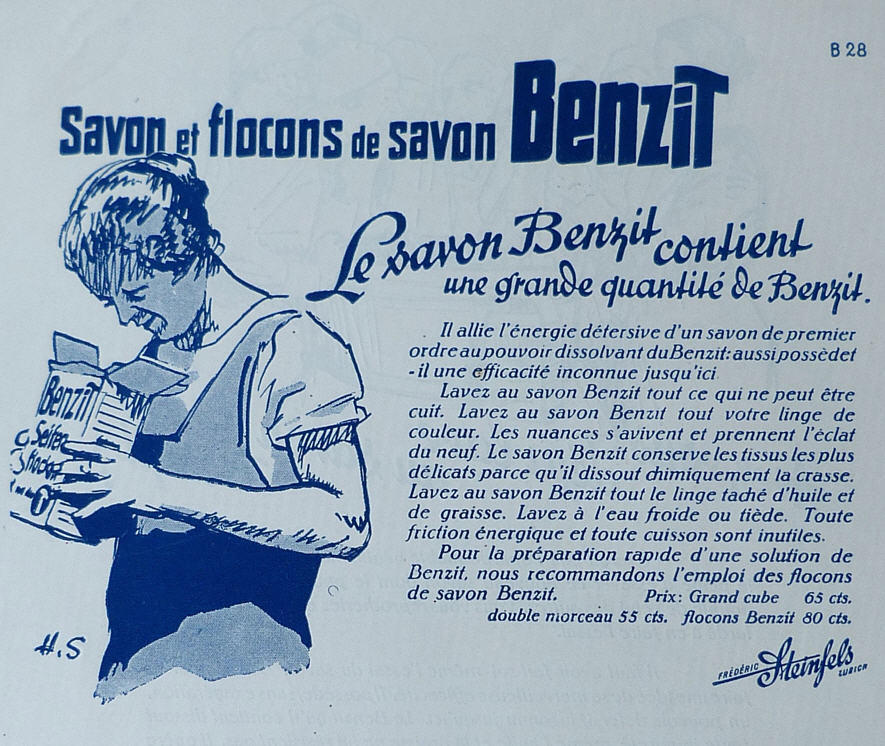 B 28
Savon et flocons de savon Benzit
Le savon Benzit contient
une grande quantité de Benzit.
Il allie l'énergie détersive d'un savon de premier
ordre au pouvoir dissolvant du Benzit: aussi possèdet
-il une efficacité inconnue jusqu'ici
Lavez au savon Benzit tout ce qui ne peut être
cuit. Lavez au savon Benzit tout votre linge de
couleur. Les nuances s'avivent et prennent l'éclat
du neuf. Le savon Benzit conserve les tissus les plus
délicats parce qu'il dissout chimiquement la crasse.
Lavez au savon Benzit tout le linge taché d'huile et
de graisse. Lavez à l'eau froide ou tiède. Toute
friction énergique et toute cuisson sont inutiles.
Pour la préparation rapide d'une solution de
Benzit, nous recommandons l'emploi des flocons
de savon Benzit. Prix: Grand cube 65 cts.
double morceau 55 cts. flocons Benzit 80 cts.
Benzit
Seifen
H.S
FRÉDÉRIC Steinfels ZURICH